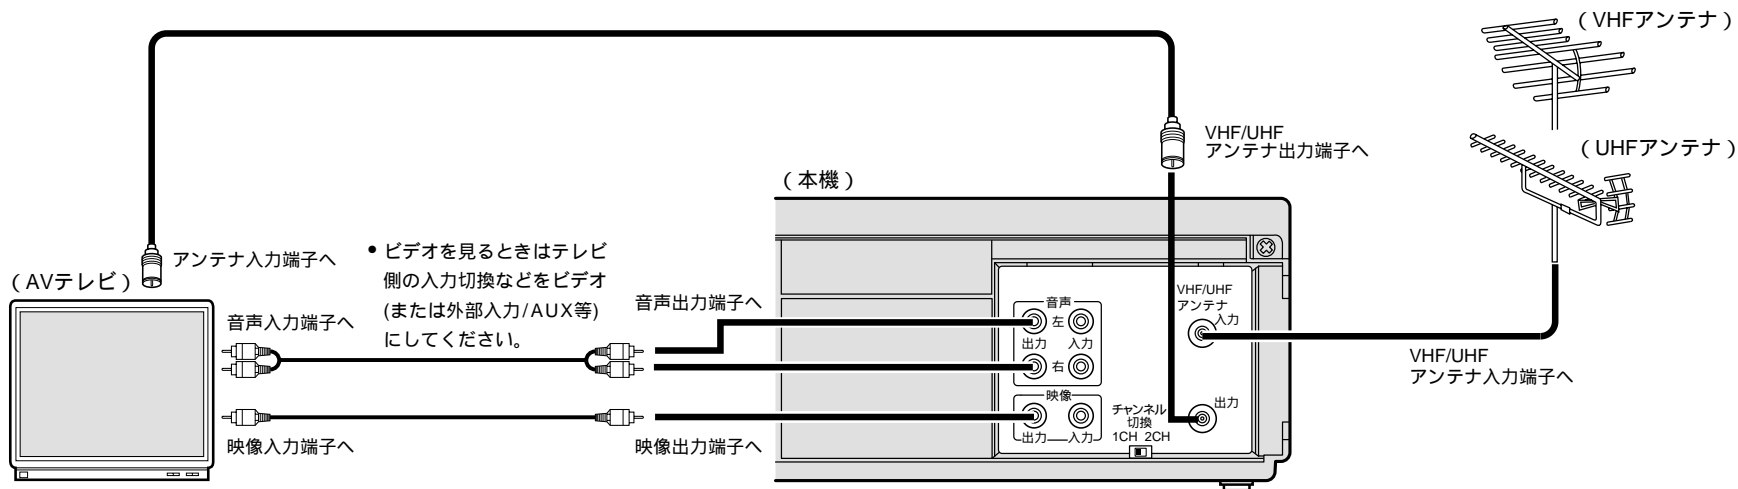 （VHFアンテナ）
VHF/UHF
アンテナ出力端子へ
（UHFアンテナ）
（本機）
アンテナ入力端子へ
（AVテレビ）
• ビデオを見るときはテレビ
側の入力切換などをビデオ
(または外部入力/AUX等)
にしてください。
音声入力端子へ
音声出力端子へ
映像入力端子へ
映像出力端子へ
音声
左
出力 入力
右
映像
出力 入力
チャンネル
切換
1CH 2CH
VHF/UHF
アンテナ
入力
出力
VHF/UHF
アンテナ入力端子へ